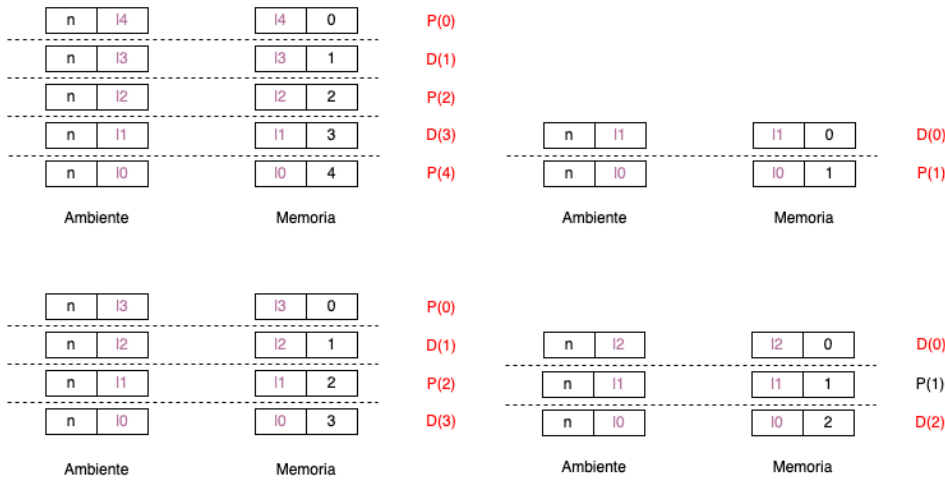 n l4 l4 0 P(0)
n l3 l3 1 D(1)
n l2 l2 2 P(2)
n l1 l1 3 D(3)
n l0 l0 4 P(4)
Ambiente Memoria
n l1 l1 0 D(0)
n l0 l0 1 P(1)
Ambiente Memoria
n l3 l3 0 P(0)
n l2 l2 1 D(1)
n l1 l1 2 P(2)
n l0 l0 3 D(3)
Ambiente Memoria
n l2 l2 0 D(0)
n l1 l1 1 P(1)
n l0 l0 2 D(2)
Ambiente Memoria